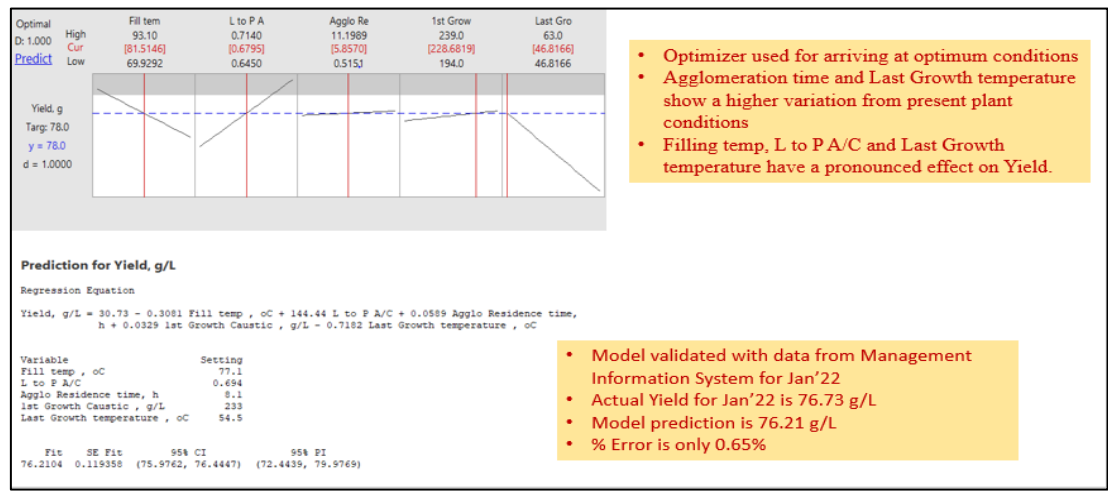 Optimal
D: 1.000
Predict
High
Cur
Low
Fill tem
93.10
[81.5146]
69.9292
L to P A
0.7140
[0.6795]
0.6450
Agglo Re
11.1989
[5.8570]
0.5151
1st Grow
239.0
[228.6819]
194.0
Last Gro
63.0
[46.8166]
46.8166
Yield, g
Targ: 78.0
y = 78.0
d = 1.0000
• Optimizer used for arriving at optimum conditions
• Agglomeration time and Last Growth temperature
show a higher variation from present plant
conditions
• Filling temp, L to P A/C and Last Growth
temperature have a pronounced effect on Yield.
Prediction for Yield, g/L
Regression Equation
Yield, g/L = 30.73 - 0.3081 Fill temp , oC + 144.44 L to P A/C + 0.0589 Agglo Residence time,
h + 0.0329 1st Growth Caustic , g/L - 0.7182 Last Growth temperature , oC
Variable Setting
Fill temp , oC 77.1
L to P A/C 0.694
Agglo Residence time, h 8.1
1st Growth Caustic , g/L 233
Last Growth temperature , oC 54.5
Fit SE Fit 95% CI 95% PI
76.2104 0.119358 (75.9762, 76.4447) (72.4439, 79.9769)
• Model validated with data from Management
Information System for Jan’22
• Actual Yield for Jan’22 is 76.73 g/L
• Model prediction is 76.21 g/L
• % Error is only 0.65%